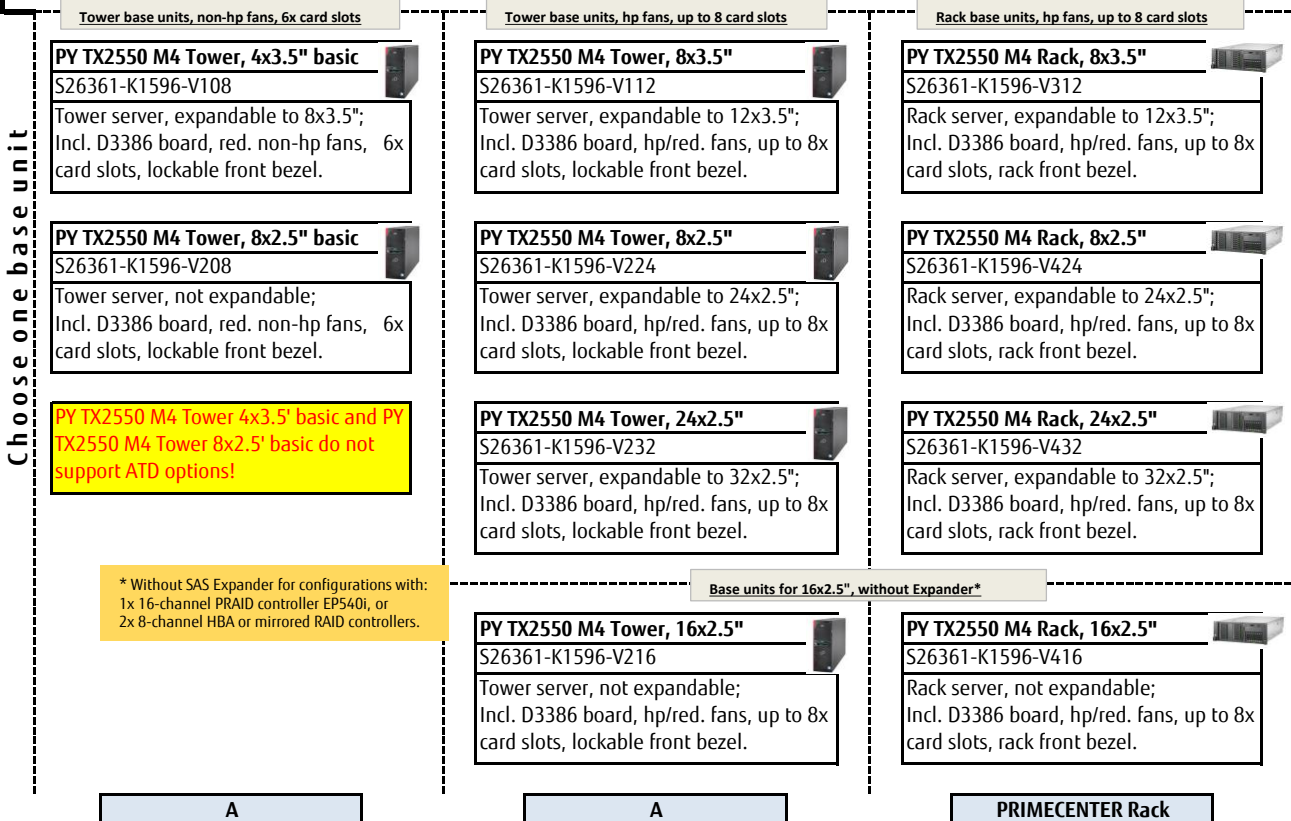 Choose one base unit
Tower base units, non-hp fans, 6x card slots
PY TX2550 M4 Tower, 4x3.5" basic
S26361-K1596-V108
Tower server, expandable to 8x3.5";
Incl. D3386 board, red. non-hp fans, 6x
card slots, lockable front bezel.
PY TX2550 M4 Tower, 8x2.5" basic
S26361-K1596-V208
Tower server, not expandable;
Incl. D3386 board, red. non-hp fans, 6x
card slots, lockable front bezel.
PY TX2550 M4 Tower 4x3.5' basic and PY
TX2550 M4 Tower 8x2.5' basic do not
support ATD options!
* Without SAS Expander for configurations with:
1x 16-channel PRAID controller EP540i, or
2x 8-channel HBA or mirrored RAID controllers.
A
Tower base units, hp fans, up to 8 card slots
PY TX2550 M4 Tower, 8x3.5"
S26361-K1596-V112
Tower server, expandable to 12x3.5";
Incl. D3386 board, hp/red. fans, up to 8x
card slots, lockable front bezel.
PY TX2550 M4 Tower, 8x2.5"
S26361-K1596-V224
Tower server, expandable to 24x2.5";
Incl. D3386 board, hp/red. fans, up to 8x
card slots, lockable front bezel.
PY TX2550 M4 Tower, 24x2.5"
S26361-K1596-V232
Tower server, expandable to 32x2.5";
Incl. D3386 board, hp/red. fans, up to 8x
card slots, lockable front bezel.
Base units for 16x2.5", without Expander*
PY TX2550 M4 Tower, 16x2.5"
S26361-K1596-V216
Tower server, not expandable;
Incl. D3386 board, hp/red. fans, up to 8x
card slots, lockable front bezel.
A
Rack base units, hp fans, up to 8 card slots
PY TX2550 M4 Rack, 8x3.5"
S26361-K1596-V312
Rack server, expandable to 12x3.5";
Incl. D3386 board, hp/red. fans, up to 8x
card slots, rack front bezel.
PY TX2550 M4 Rack, 8x2.5"
S26361-K1596-V424
Rack server, expandable to 24x2.5";
Incl. D3386 board, hp/red. fans, up to 8x
card slots, rack front bezel.
PY TX2550 M4 Rack, 24x2.5"
S26361-K1596-V432
Rack server, expandable to 32x2.5";
Incl. D3386 board, hp/red. fans, up to 8x
card slots, rack front bezel.
PY TX2550 M4 Rack, 16x2.5"
S26361-K1596-V416
Rack server, not expandable;
Incl. D3386 board, hp/red. fans, up to 8x
card slots, rack front bezel.
PRIMECENTER Rack